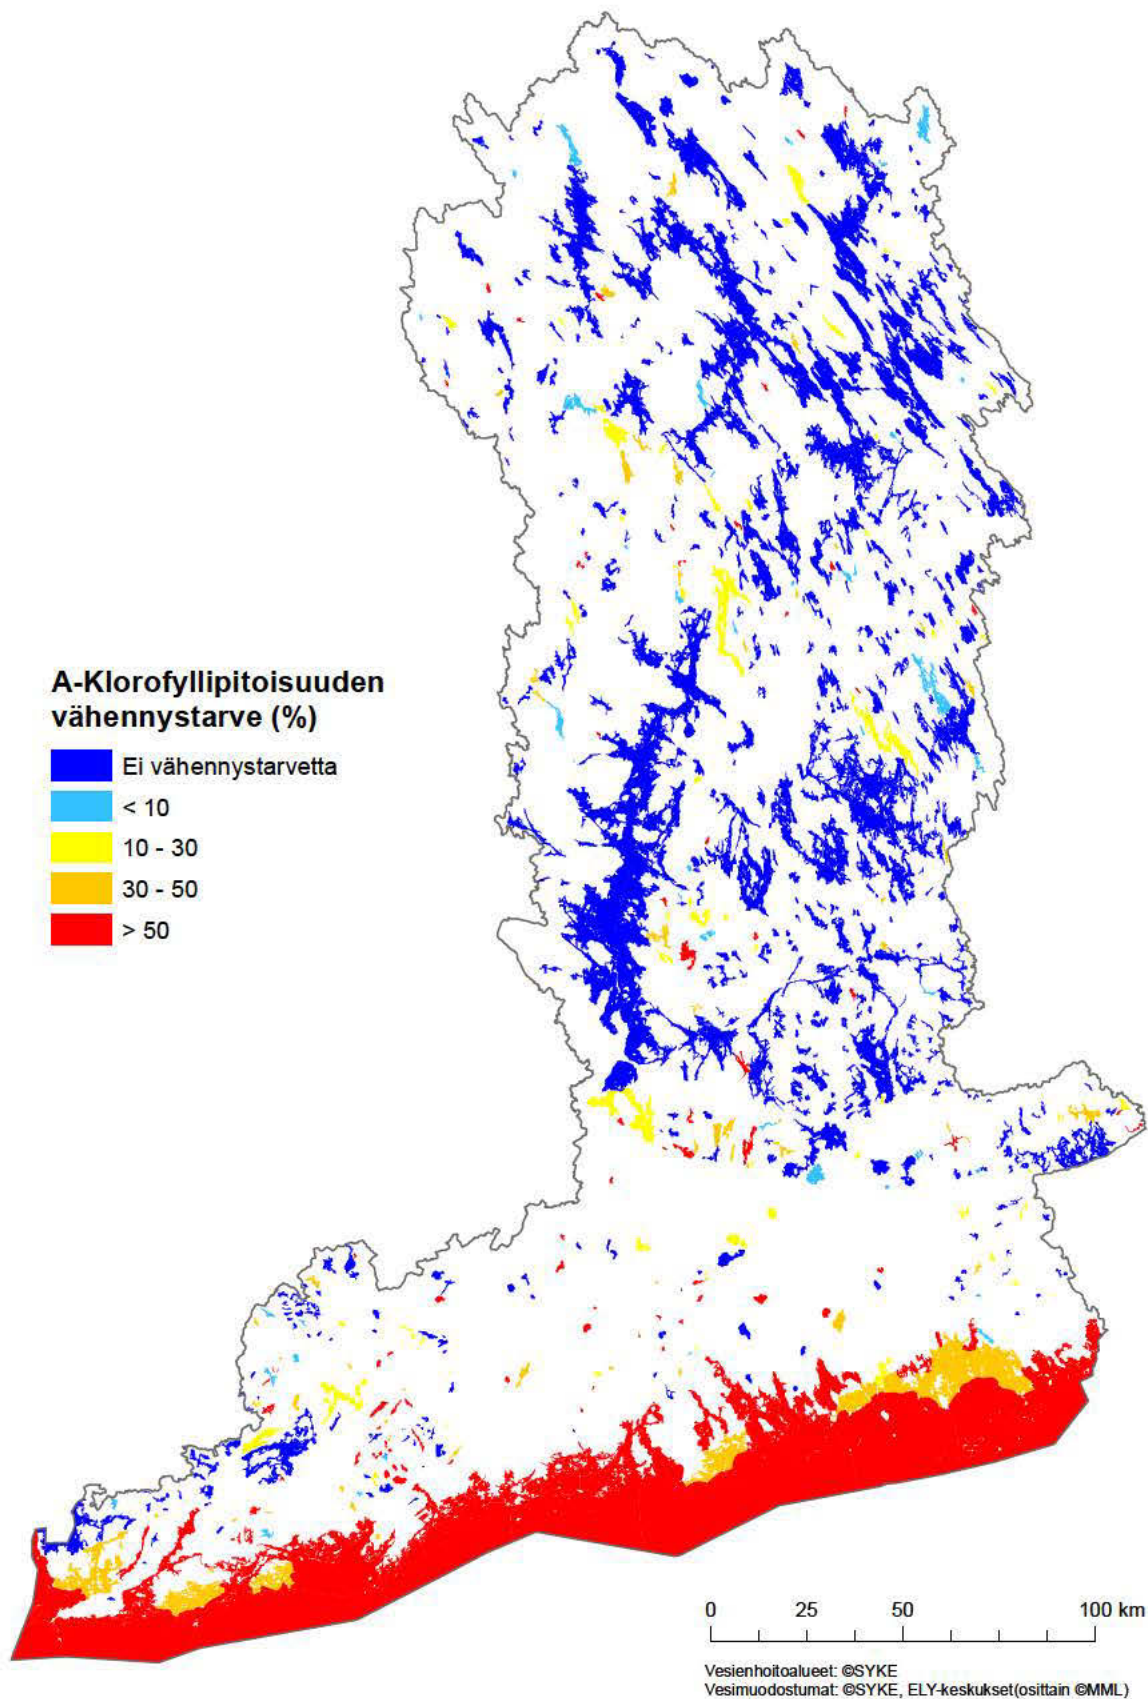 A-Klorofyllipitoisuuden
vähennystarve (%)
Ei vähennystarvetta
< 10
10 - 30
30 - 50
> 50
0 25 50 100 km
Vesienhoitoalueet: ©SYKE
Vesimuodostumat: ©SYKE, ELY-keskukset(osittain ©MML)